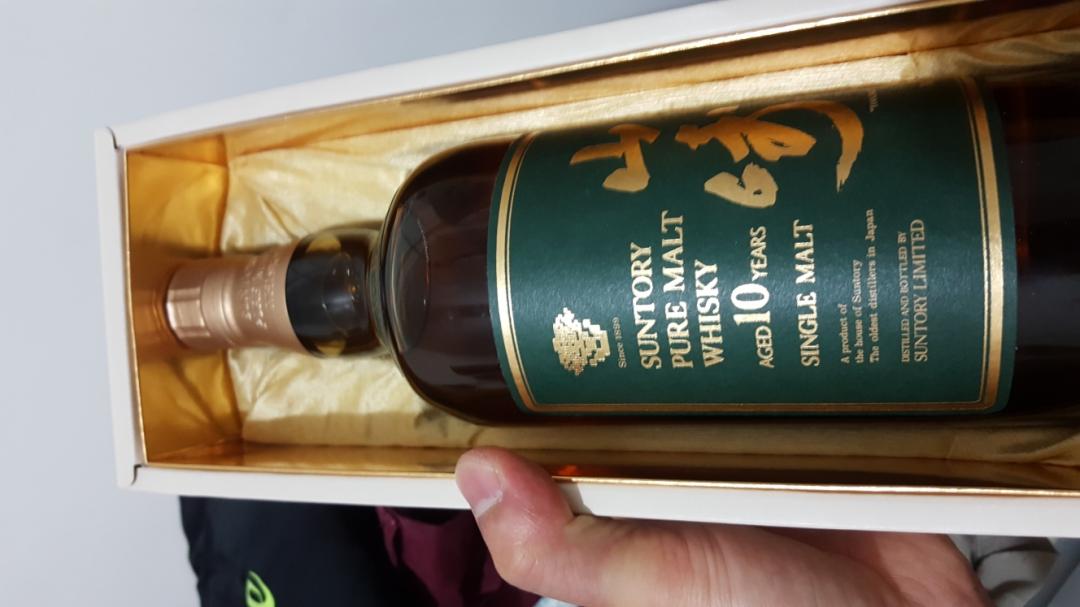 山崎
Since 1899
SUNTORY
PURE MALT
WHISKY
AGED 10 YEARS
SINGLE MALT
A product of
the house of Suntory
The oldest distillers in Japan
DISTILLED AND BOTTLED BY
SUNTORY LIMITED